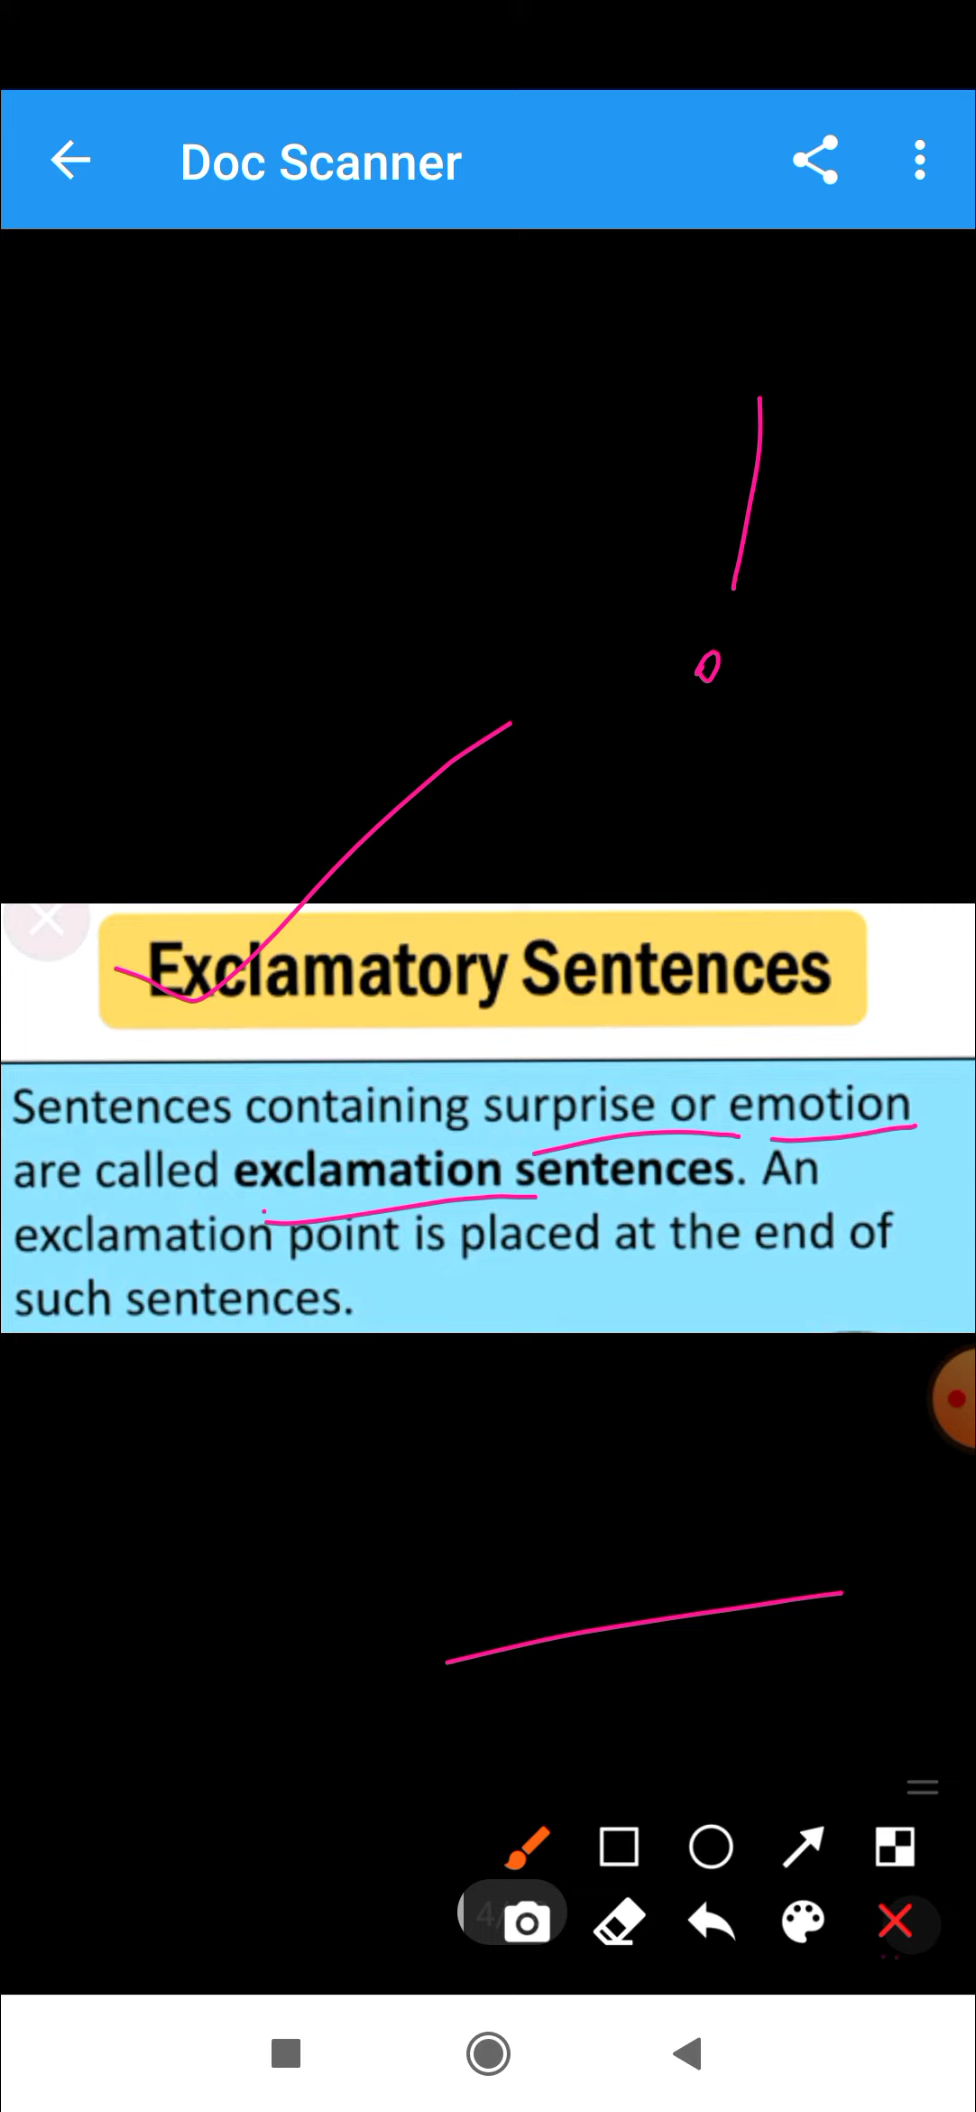 Doc Scanner
Exclamatory Sentences
Sentences containing surprise or emotion
are called exclamation sentences. An
exclamation point is placed at the end of
such sentences.